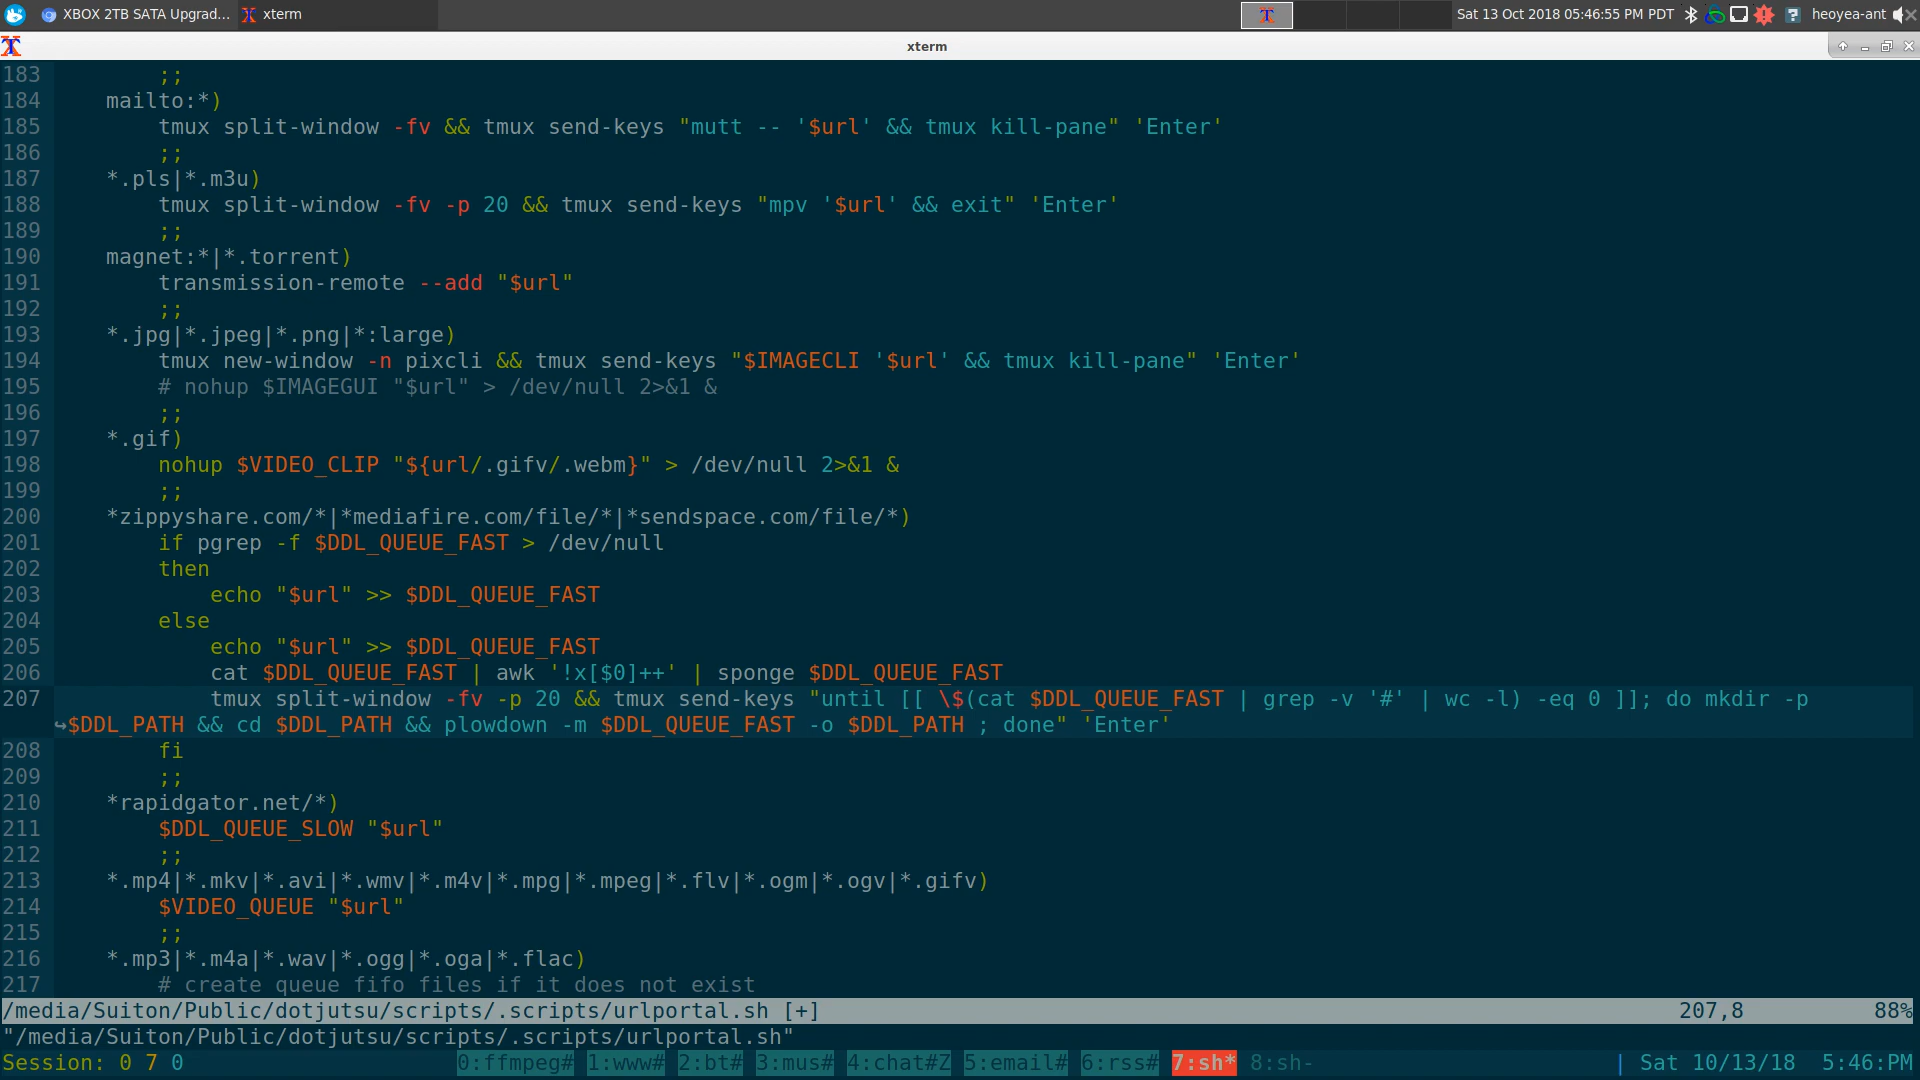 XBOX 2TB SATA Upgrad... xterm Sat 13 Oct 2018 05:46:55 PM PDT heoyea-ant
xterm
183         ;;
184     mailto:*)
185         tmux split-window -fv && tmux send-keys "mutt -- '$url' && tmux kill-pane" 'Enter'
186         ;;
187     *.pls|*.m3u)
188         tmux split-window -fv -p 20 && tmux send-keys "mpv '$url' && exit" 'Enter'
189         ;;
190     magnet:*|*.torrent)
191         transmission-remote --add "$url"
192         ;;
193     *.jpg|*.jpeg|*.png|*:large)
194         tmux new-window -n pixcli && tmux send-keys "$IMAGECLI '$url' && tmux kill-pane" 'Enter'
195         # nohup $IMAGEGUI "$url" > /dev/null 2>&1 &
196         ;;
197     *.gif)
198         nohup $VIDEO_CLIP "${url/.gifv/.webm}" > /dev/null 2>&1 &
199         ;;
200     *zippyshare.com/*|*mediafire.com/file/*|*sendspace.com/file/*)
201         if pgrep -f $DDL_QUEUE_FAST > /dev/null
202         then
203             echo "$url" >> $DDL_QUEUE_FAST
204         else
205             echo "$url" >> $DDL_QUEUE_FAST
206             cat $DDL_QUEUE_FAST | awk '!x[$0]++' | sponge $DDL_QUEUE_FAST
207             tmux split-window -fv -p 20 && tmux send-keys "until [[ \$(cat $DDL_QUEUE_FAST | grep -v '#' | wc -l) -eq 0 ]]; do mkdir -p
↪$DDL_PATH && cd $DDL_PATH && plowdown -m $DDL_QUEUE_FAST -o $DDL_PATH ; done" 'Enter'
208         fi
209         ;;
210     *rapidgator.net/*)
211         $DDL_QUEUE_SLOW "$url"
212         ;;
213     *.mp4|*.mkv|*.avi|*.wmv|*.m4v|*.mpg|*.mpeg|*.flv|*.ogm|*.ogv|*.gifv)
214         $VIDEO_QUEUE "$url"
215         ;;
216     *.mp3|*.m4a|*.wav|*.ogg|*.oga|*.flac)
217         # create queue fifo files if it does not exist
/media/Suiton/Public/dotjutsu/scripts/.scripts/urlportal.sh [+] 207,8 88%
"/media/Suiton/Public/dotjutsu/scripts/.scripts/urlportal.sh"
Session: 0 7 0 0:ffmpeg# 1:www# 2:bt# 3:mus# 4:chat#Z 5:email# 6:rss# 7:sh* 8:sh- | Sat 10/13/18 5:46:PM